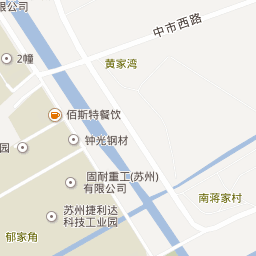 限公司
中市西路
2幢
黄家湾
佰斯特餐饮
钟光钢材
园
固耐重工(苏州)
有限公司
南蒋家村
苏州捷利达
科技工业园
郁家角